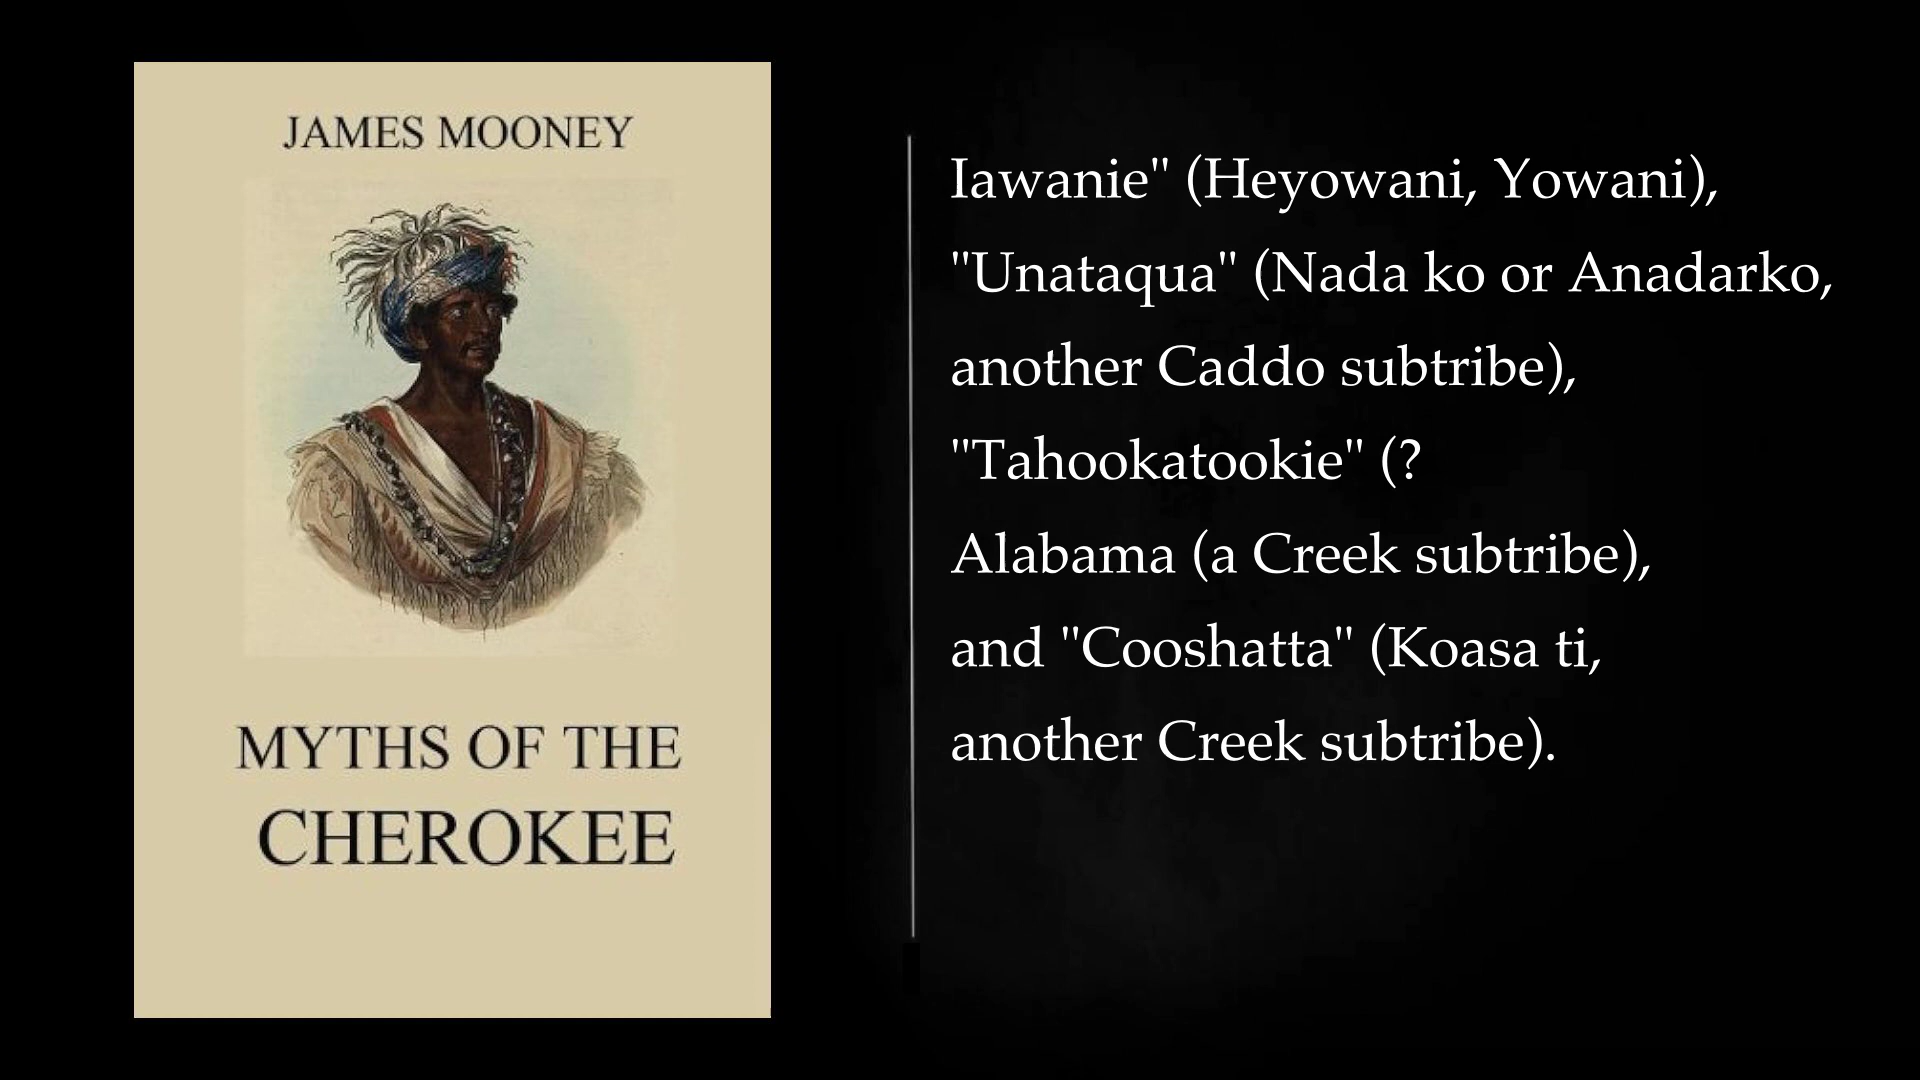 JAMES MOONEY
MYTHS OF THE
CHEROKEE
Iawanie" (Heyowani, Yowani),
"Unataqua" (Nada ko or Anadarko,
another Caddo subtribe),
"Tahookatookie" (?
Alabama (a Creek subtribe),
and "Cooshatta" (Koasa ti,
another Creek subtribe).